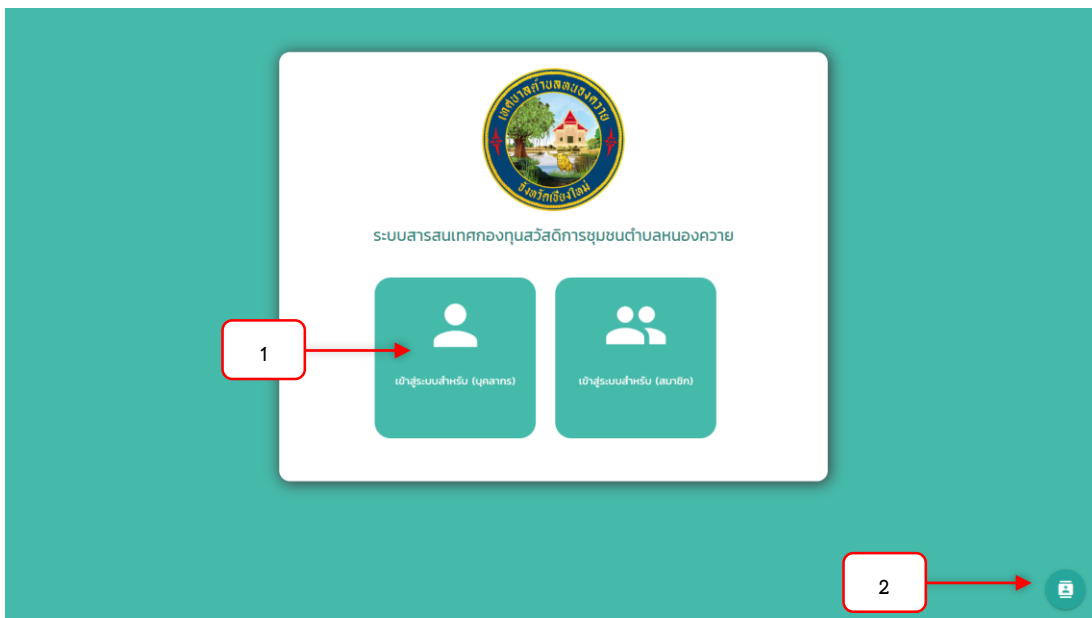 เทศบาลตำบลหนองควาย
จังหวัดเชียงใหม่
ระบบสารสนเทศกองทุนสวัสดิการชุมชนตำบลหนองควาย
1
เข้าสู่ระบบสำหรับ (บุคลากร)
เข้าสู่ระบบสำหรับ (สมาชิก)
2